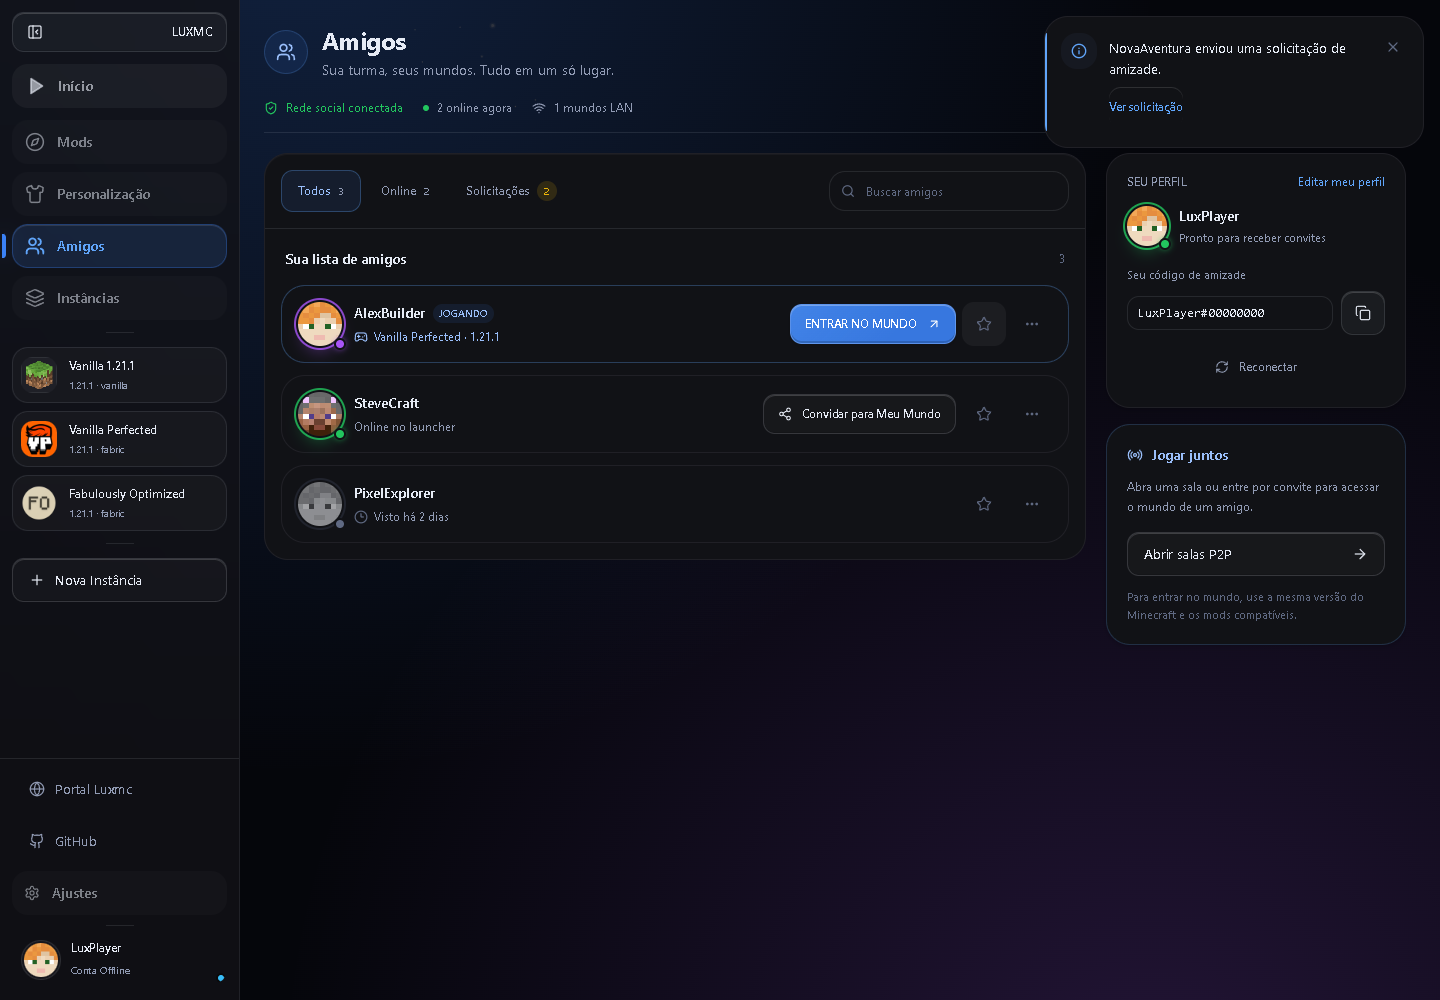 LUXMC
Início
Mods
Personalização
Amigos
Instâncias
Vanilla 1.21.1
1.21.1 · vanilla
VP
Vanilla Perfected
1.21.1 · fabric
FO
Fabulously Optimized
1.21.1 · fabric
Nova Instância
Portal Luxmc
GitHub
Ajustes
LuxPlayer
Conta Offline
Amigos
Sua turma, seus mundos. Tudo em um só lugar.
Rede social conectada
2 online agora
1 mundos LAN
NovaAventura enviou uma solicitação de
amizade.
Ver solicitação
Todos 3
Online 2
Solicitações 2
Buscar amigos
Sua lista de amigos
3
AlexBuilder JOGANDO
Vanilla Perfected · 1.21.1
ENTRAR NO MUNDO
SteveCraft
Online no launcher
Convidar para Meu Mundo
PixelExplorer
Visto há 2 dias
SEU PERFIL
Editar meu perfil
LuxPlayer
Pronto para receber convites
Seu código de amizade
LuxPlayer#00000000
Reconectar
Jogar juntos
Abra uma sala ou entre por convite para acessar
o mundo de um amigo.
Abrir salas P2P
Para entrar no mundo, use a mesma versão do
Minecraft e os mods compatíveis.